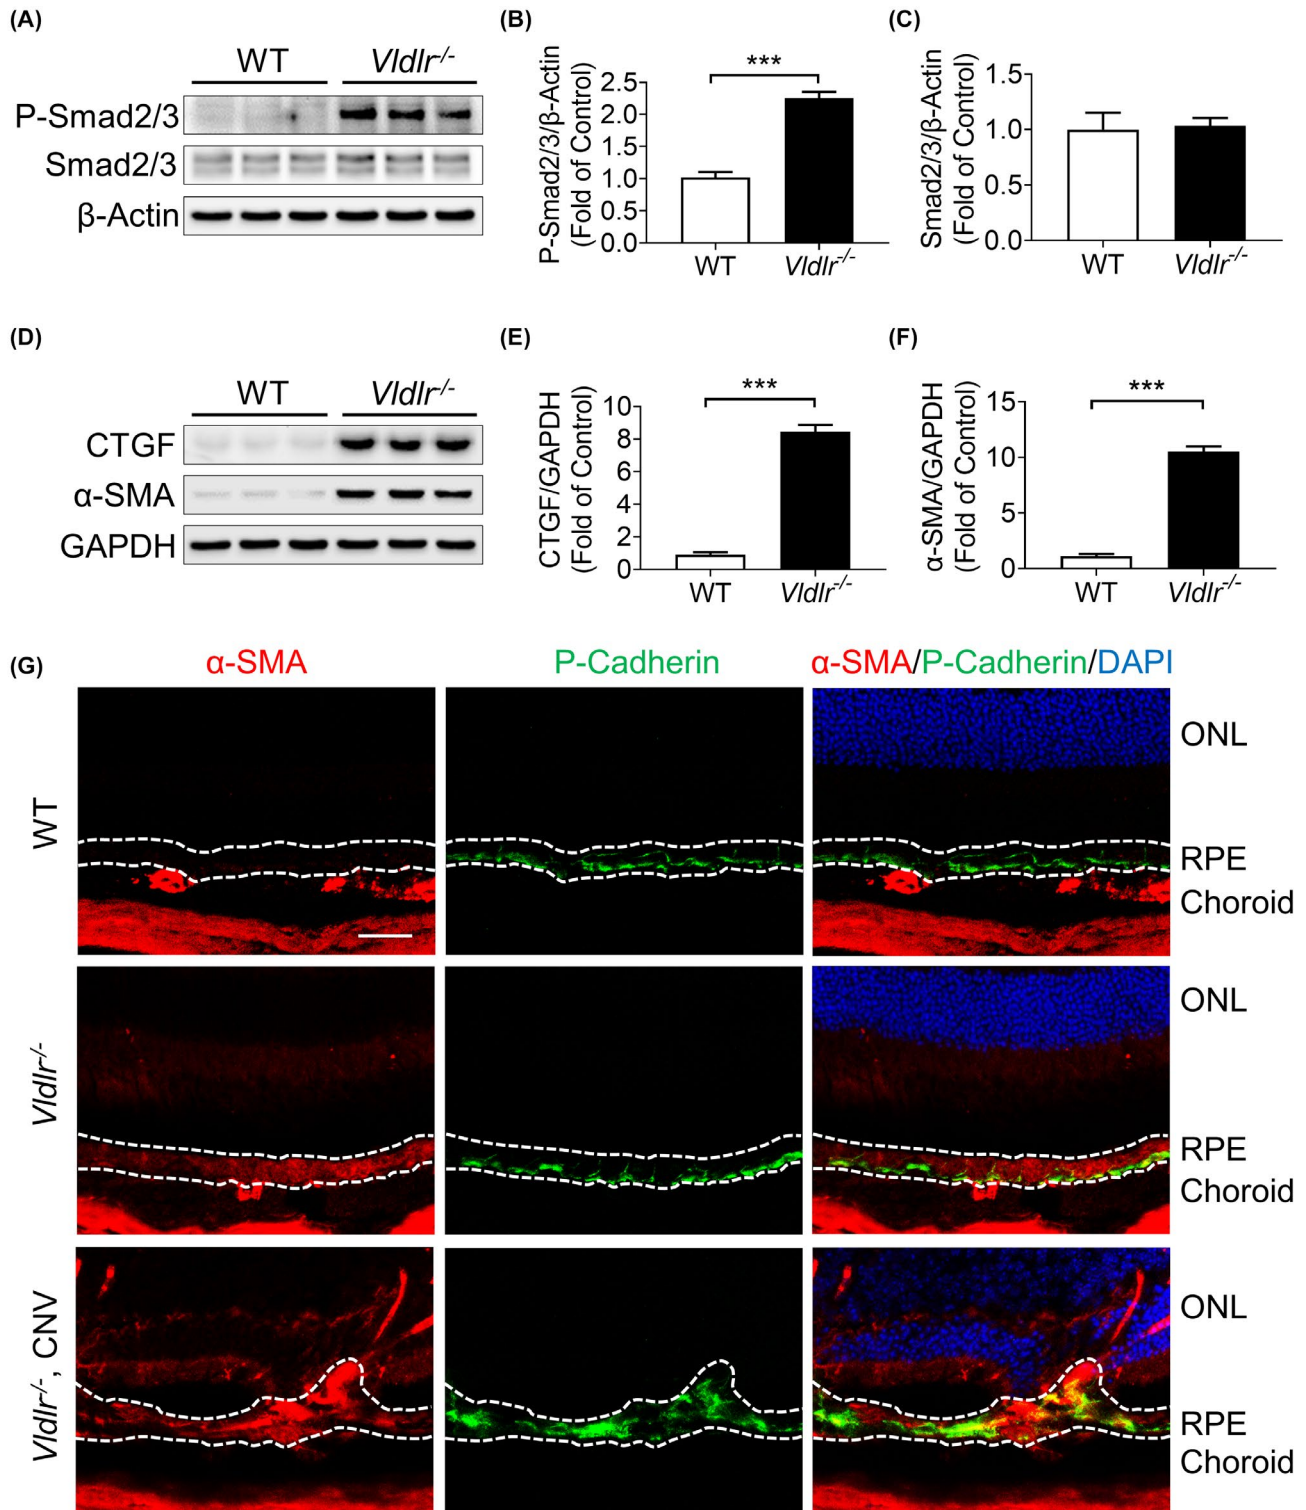 (A)
WT Vldlr-/-
P-Smad2/3
Smad2/3
β-Actin
(B)
P-Smad2/3/β-Actin
(Fold of Control)
***
2.5
2.0
1.5
1.0
0.5
0.0
WT Vldlr-/-
(C)
Smad2/3/β-Actin
(Fold of Control)
1.5
1.0
0.5
0.0
WT Vldlr-/-
(D)
WT Vldlr-/-
CTGF
α-SMA
GAPDH
(E)
CTGF/GAPDH
(Fold of Control)
***
10
8
6
4
2
0
WT Vldlr-/-
(F)
α-SMA/GAPDH
(Fold of Control)
***
15
10
5
0
WT Vldlr-/-
(G)
α-SMA P-Cadherin α-SMA/P-Cadherin/DAPI
WT
ONL
RPE
Choroid
Vldlr-/-
ONL
RPE
Choroid
Vldlr-/-, CNV
ONL
RPE
Choroid